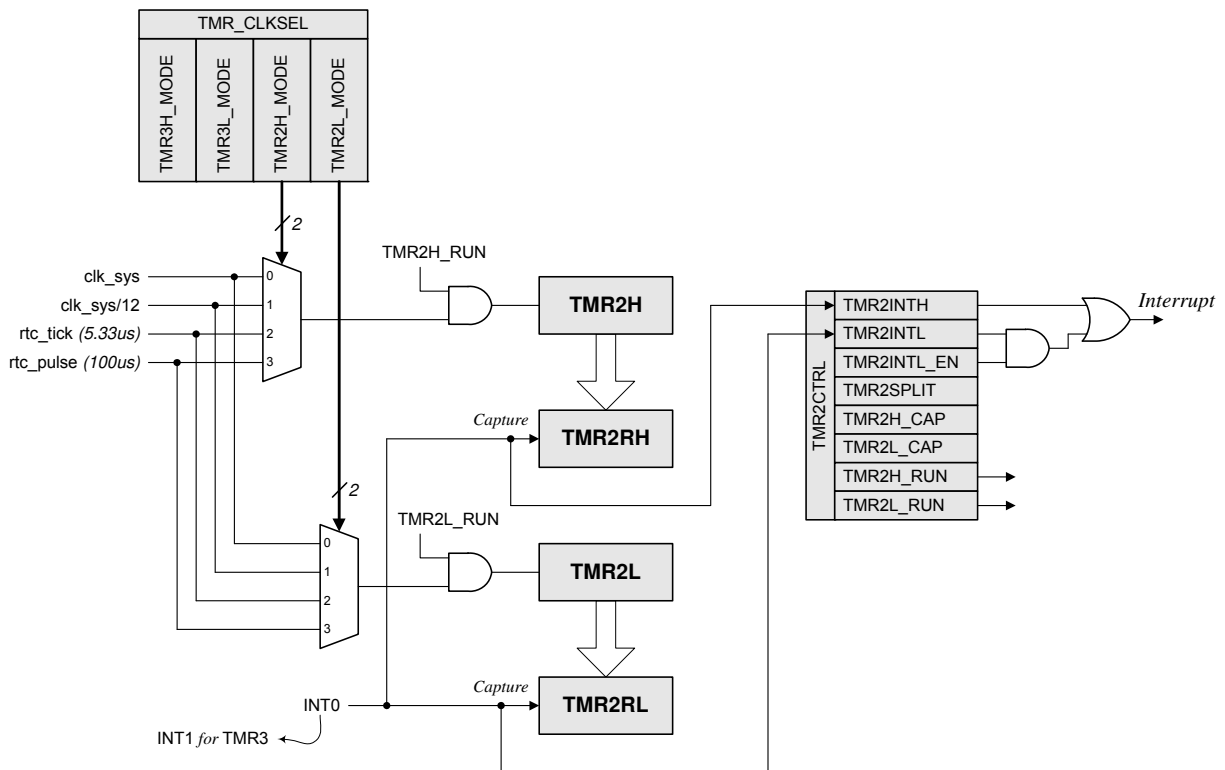 TMR_CLKSEL
TMR3H_MODE
TMR3L_MODE
TMR2H_MODE
TMR2L_MODE
2
clk_sys
clk_sys/12
rtc_tick (5.33us)
rtc_pulse (100us)
0
1
2
3
TMR2H_RUN
TMR2H
Capture
TMR2RH
2
0
1
2
3
TMR2L_RUN
TMR2L
Capture
TMR2RL
INT0
INT1 for TMR3
TMR2CTRL
TMR2INTH
TMR2INTL
TMR2INTL_EN
TMR2SPLIT
TMR2H_CAP
TMR2L_CAP
TMR2H_RUN
TMR2L_RUN
Interrupt